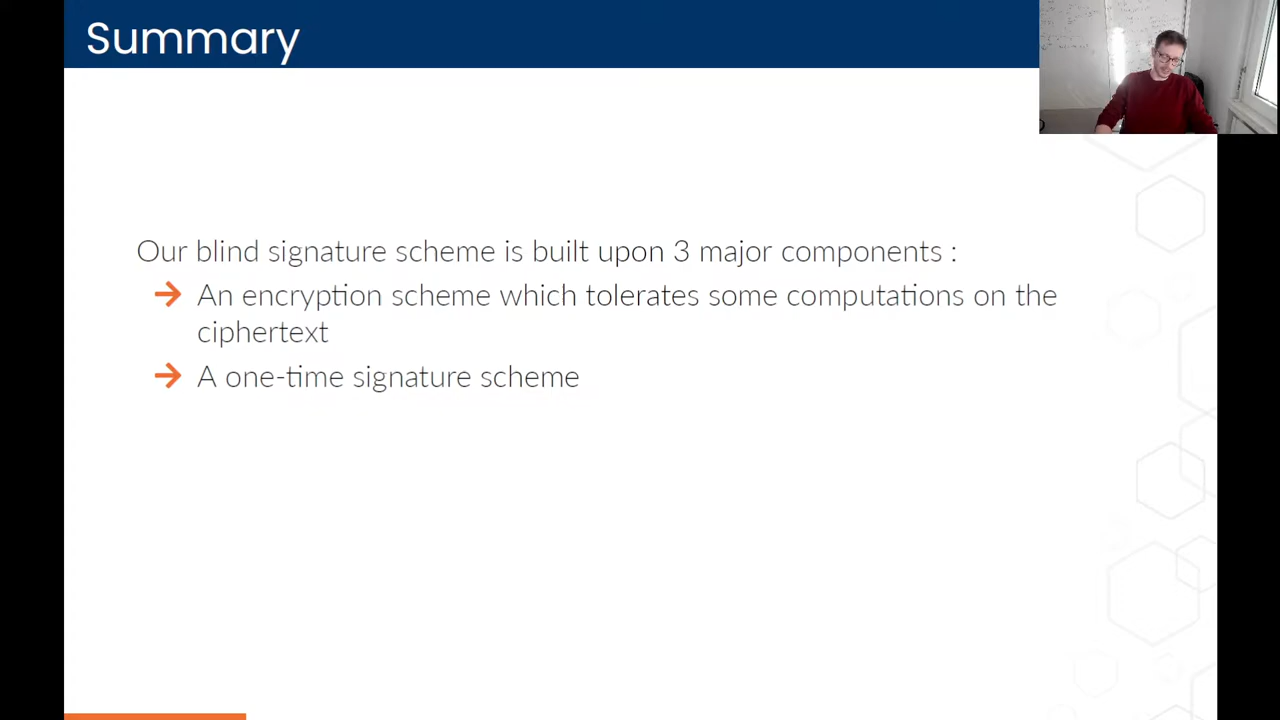 Summary
Our blind signature scheme is built upon 3 major components :
→ An encryption scheme which tolerates some computations on the
ciphertext
→ A one-time signature scheme